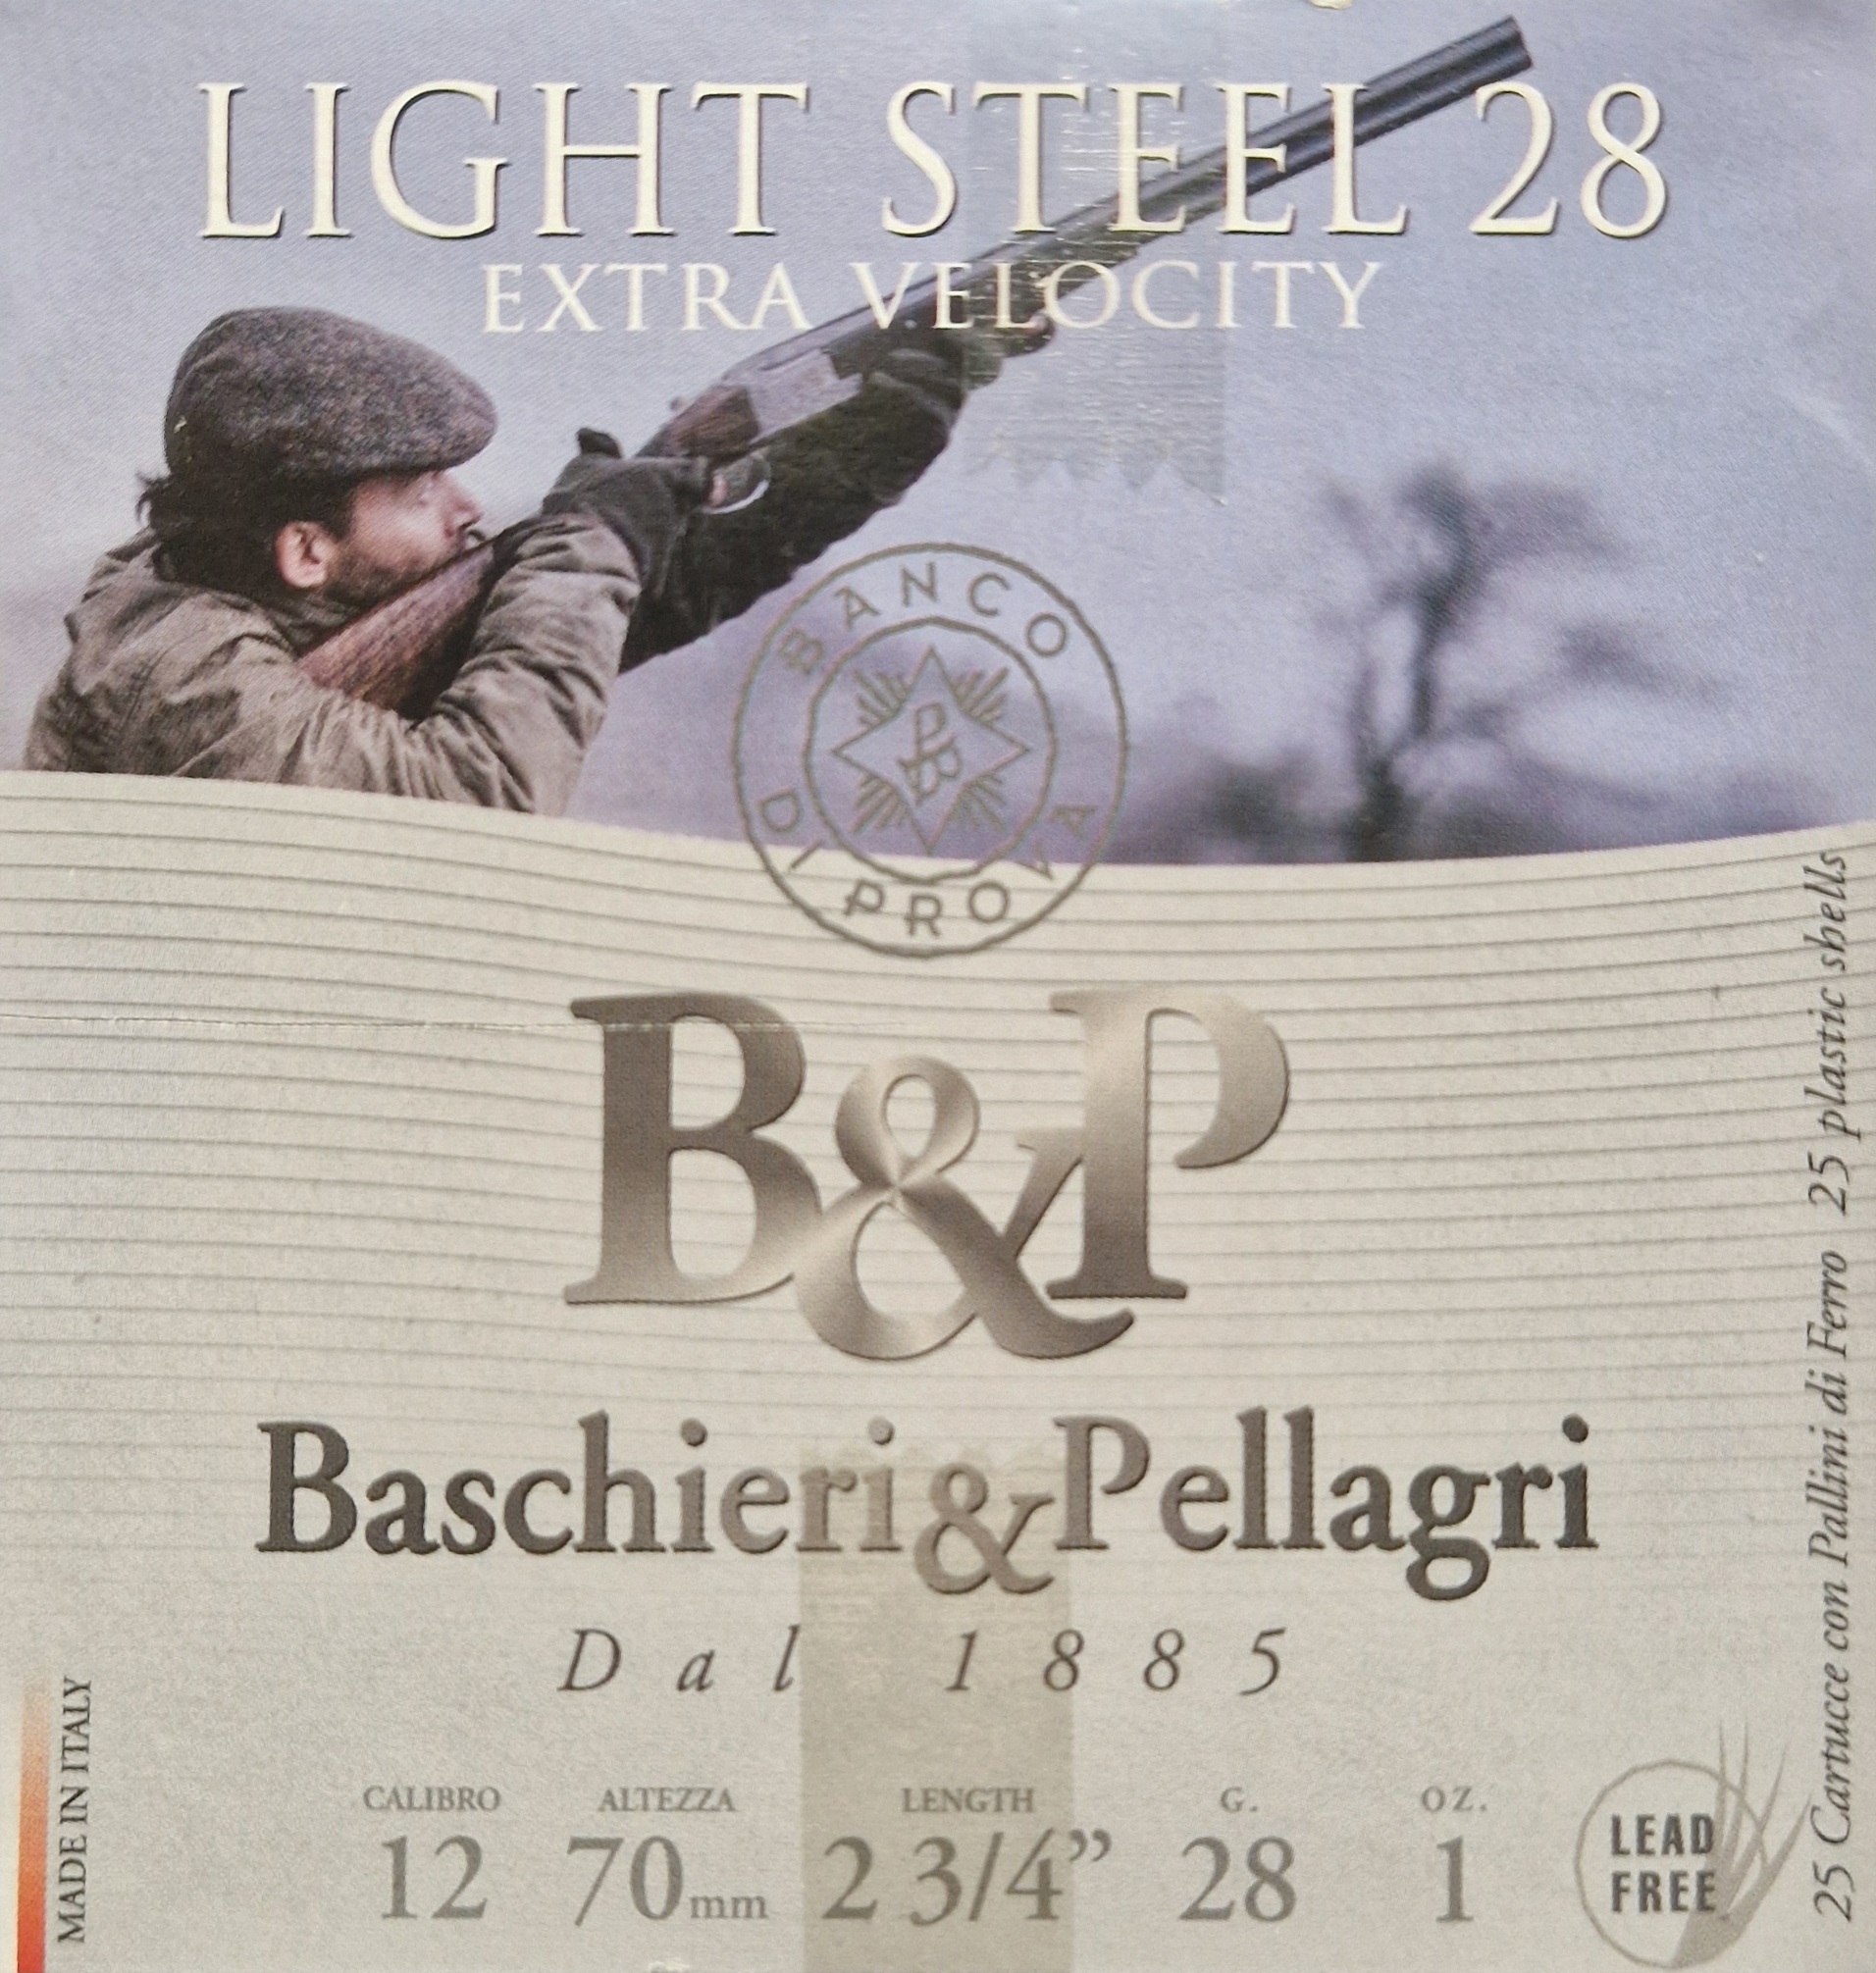 LIGHT STEEL 28
EXTRA VELOCITY
BANCO
DI PROVA
PB
B&P
Baschieri&Pellagri
Dal 1885
MADE IN ITALY
CALIBRO ALTEZZA LENGTH G. OZ.
12 70mm 2 3/4” 28 1
LEAD
FREE
25 Cartucce con Pallini di Ferro 25 plastic shells